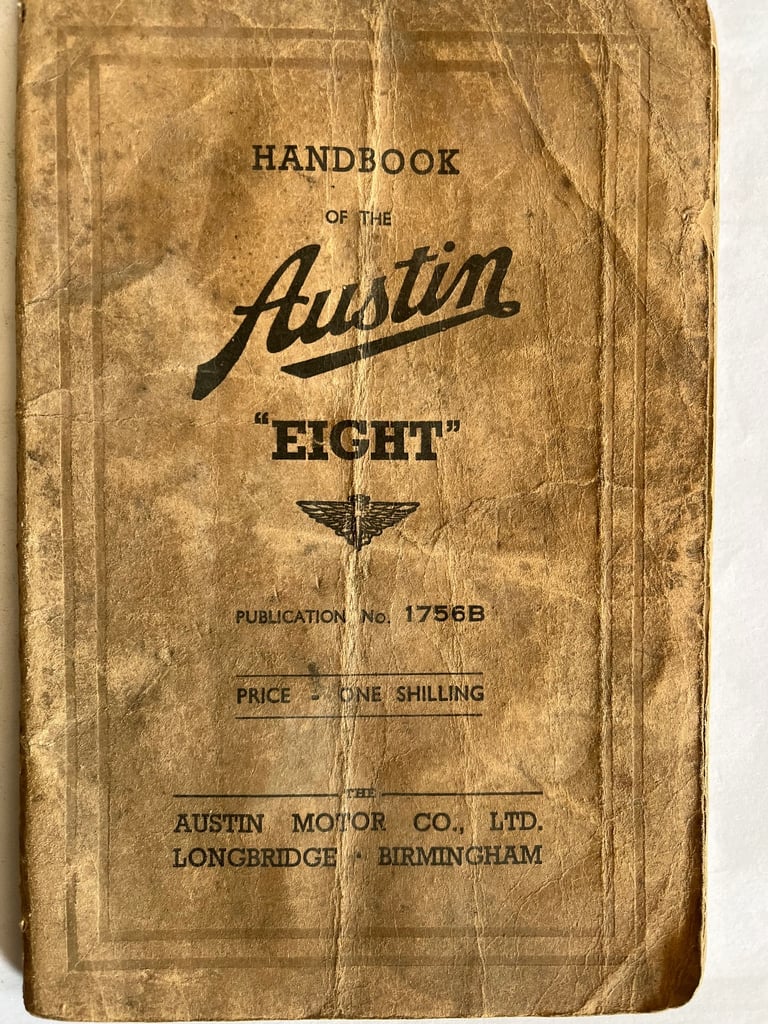 HANDBOOK
OF THE
Austin
"EIGHT"
PUBLICATION No. 1756B
PRICE - ONE SHILLING
THE
AUSTIN MOTOR CO., LTD.
LONGBRIDGE · BIRMINGHAM